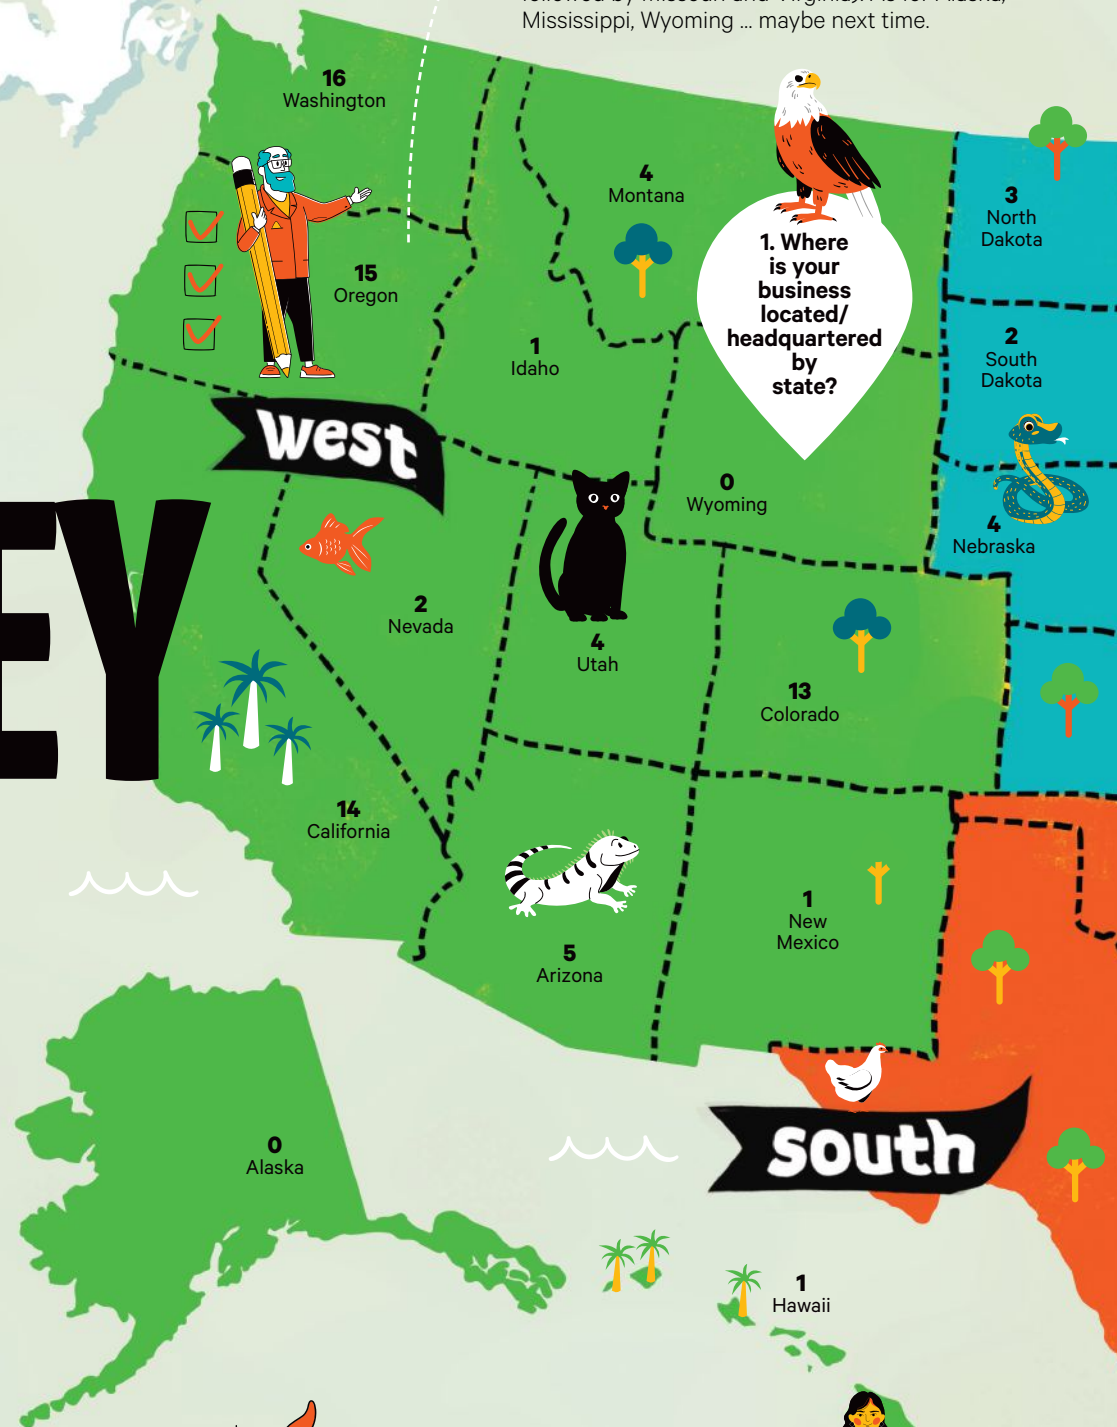 Mississippi, Wyoming ... maybe next time.
16
Washington
4
Montana
3
North
Dakota
1. Where
is your
business
located/
headquartered
by
state?
15
Oregon
1
Idaho
2
South
Dakota
west
0
Wyoming
4
Nebraska
EY
2
Nevada
4
Utah
13
Colorado
14
California
1
New
Mexico
5
Arizona
0
Alaska
south
1
Hawaii